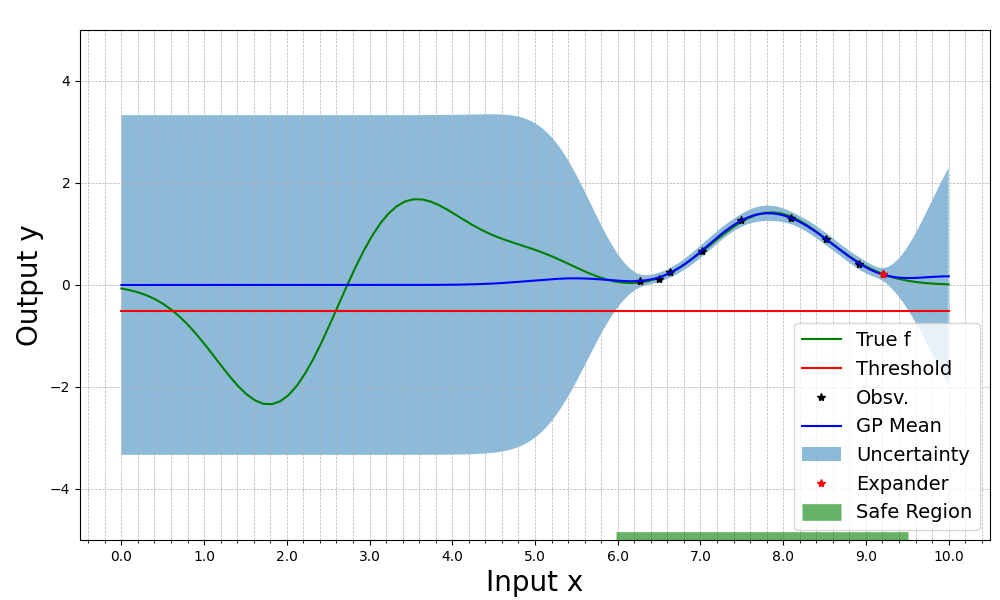 Output y
4
2
0
−2
−4
0.0 1.0 2.0 3.0 4.0 5.0 6.0 7.0 8.0 9.0 10.0
Input x
True f
Threshold
Obsv.
GP Mean
Uncertainty
Expander
Safe Region